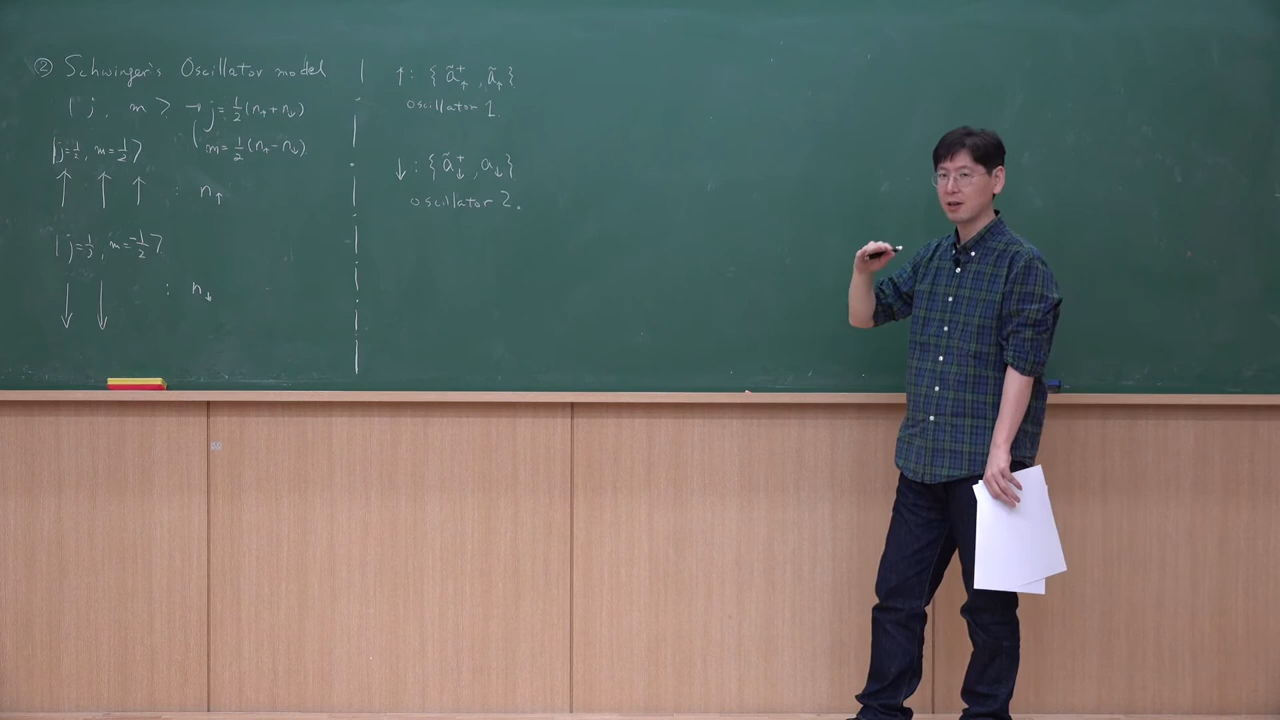 ② Schwinger's Oscillator model
| j, m > → j = 1/2 (n↑ + n↓)
m = 1/2 (n↑ - n↓)
| j = 1/2, m = 1/2 >
↑ ↑ ↑ : n↑
| j = 1/2, m = -1/2 >
↓ ↓ : n↓
↑ : { ã↑†, ã↑ }
oscillator 1.
↓ : { ã↓†, a↓ }
oscillator 2.